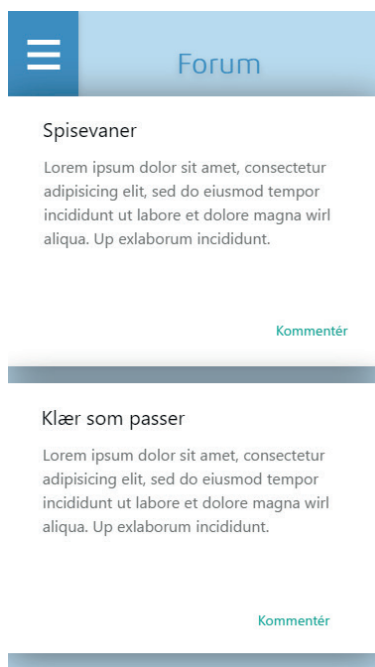 Forum
Spisevaner
Lorem ipsum dolor sit amet, consectetur
adipisicing elit, sed do eiusmod tempor
incididunt ut labore et dolore magna wirl
aliqua. Up exlaborum incididunt.
Kommentér
Klær som passer
Lorem ipsum dolor sit amet, consectetur
adipisicing elit, sed do eiusmod tempor
incididunt ut labore et dolore magna wirl
aliqua. Up exlaborum incididunt.
Kommentér